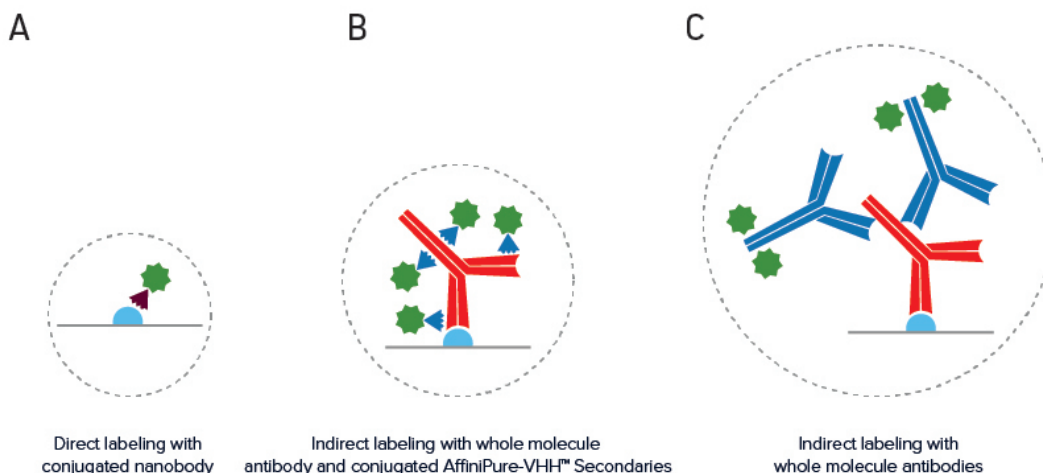 A
B
C
Direct labeling with
conjugated nanobody
Indirect labeling with whole molecule
antibody and conjugated AffiniPure-VHH™ Secondaries
Indirect labeling with
whole molecule antibodies